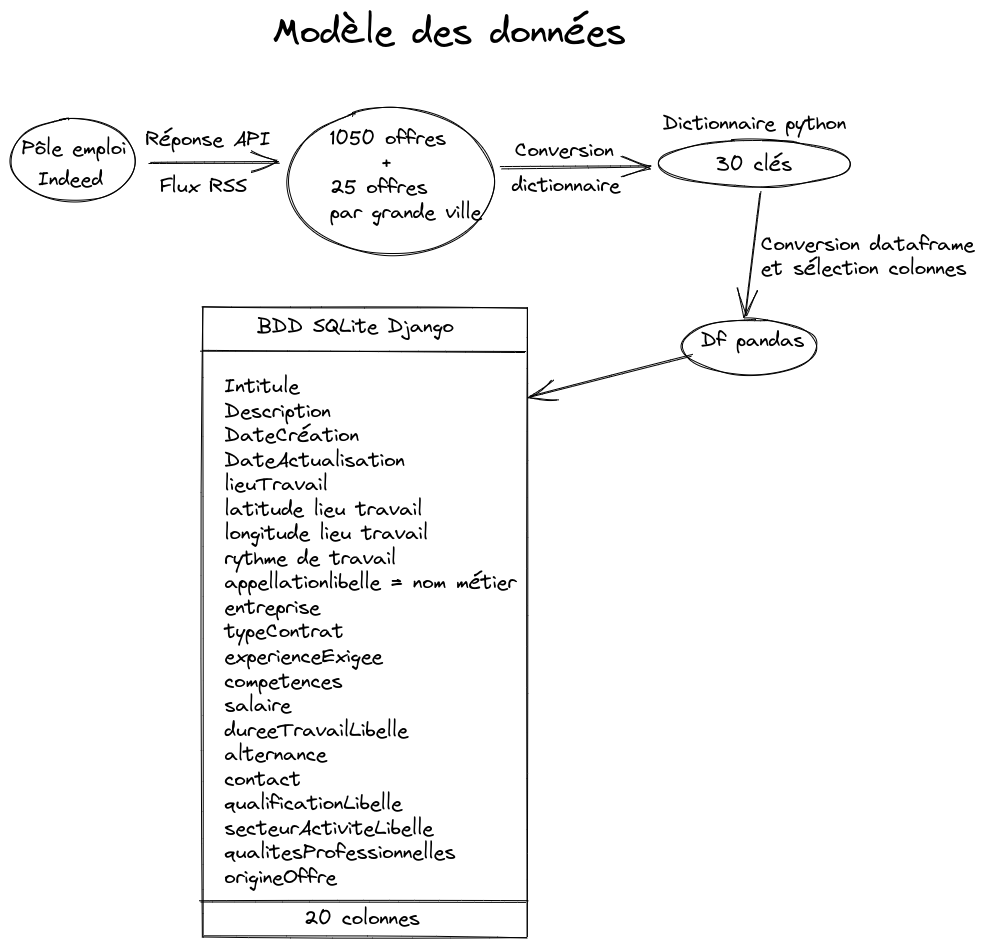 Modèle des données
Pôle emploi
Indeed
Réponse API
Flux RSS
1050 offres
+
25 offres
par grande ville
Conversion
dictionnaire
Dictionnaire python
30 clés
Conversion dataframe
et sélection colonnes
Df pandas
BDD SQLite Django
Intitule
Description
DateCréation
DateActualisation
lieuTravail
latitude lieu travail
longitude lieu travail
rythme de travail
appellationlibelle = nom métier
entreprise
typeContrat
experienceExigee
competences
salaire
dureeTravailLibelle
alternance
contact
qualificationLibelle
secteurActiviteLibelle
qualitesProfessionnelles
origineOffre
20 colonnes